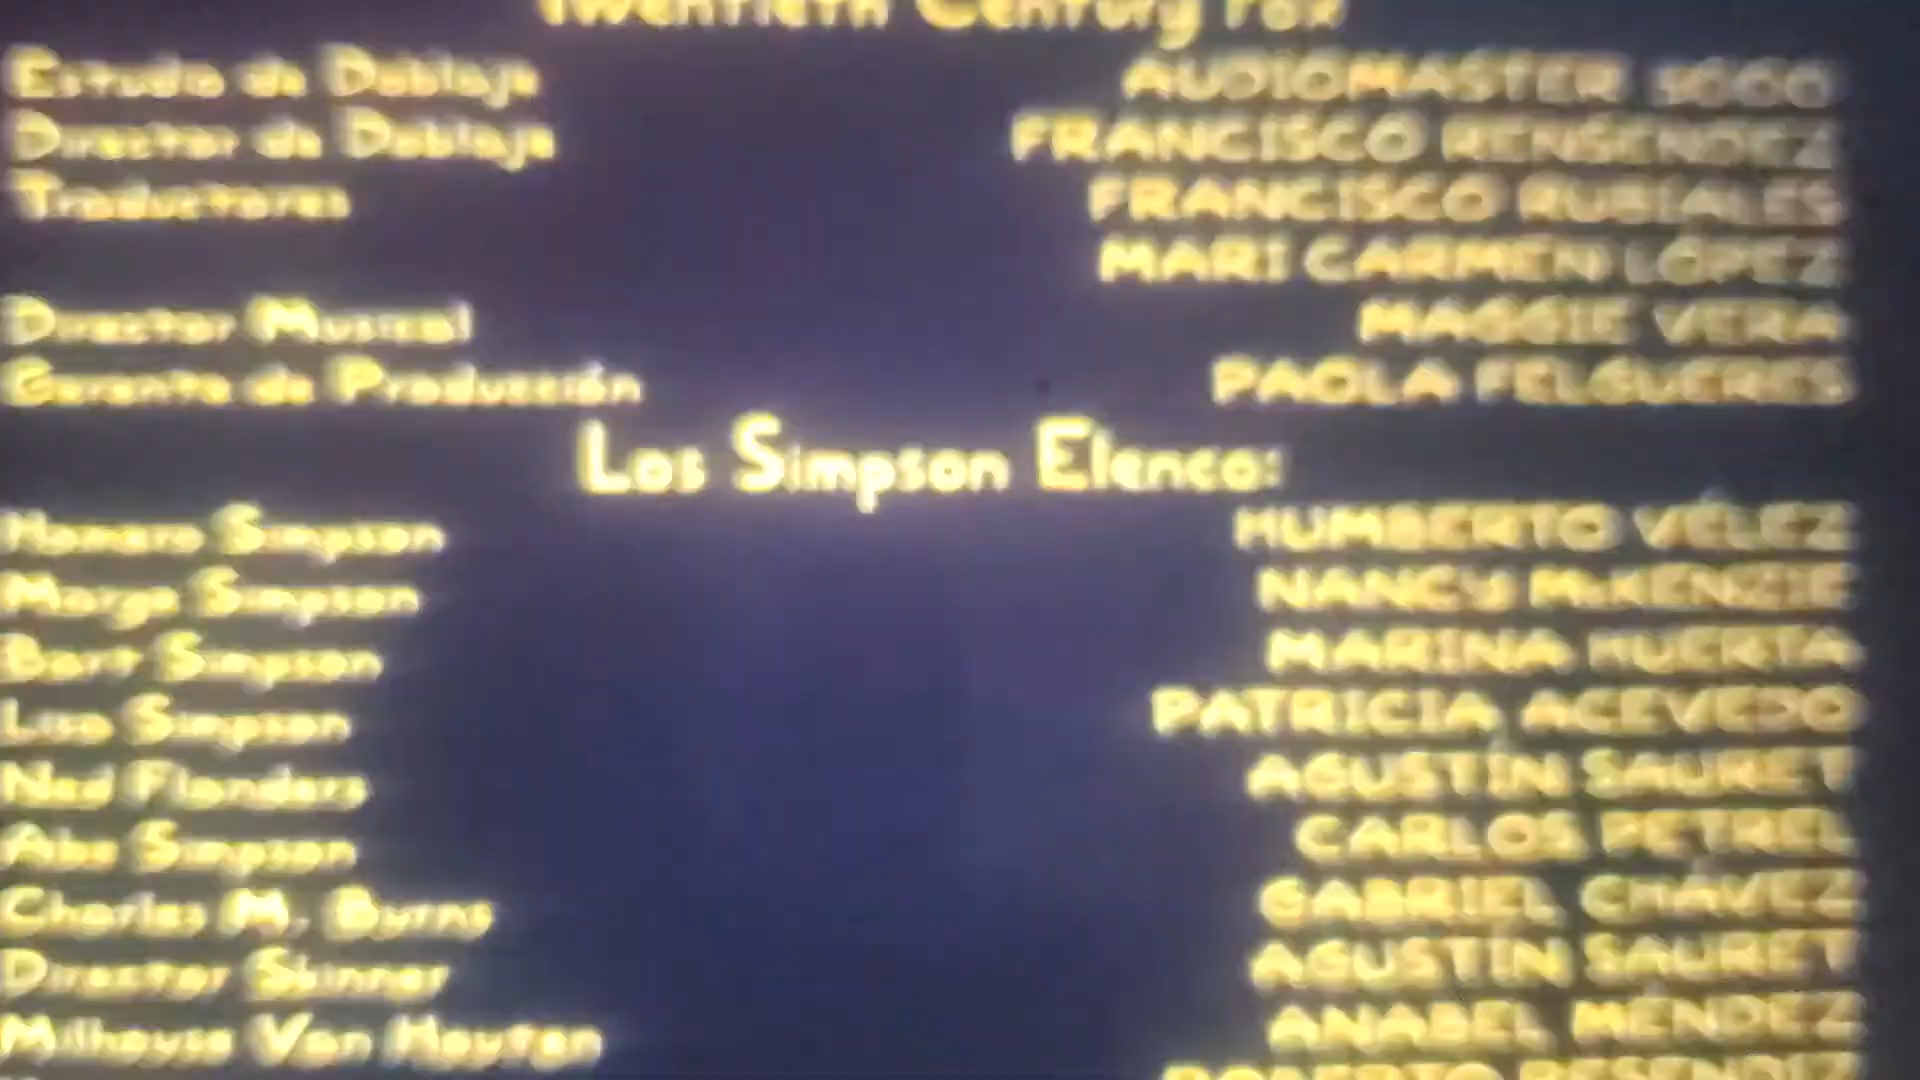 Twentieth Century Fox
Estudio de Doblaje AUDIOMASTER 3000
Director de Doblaje FRANCISCO
Traductores FRANCISCO RUBIALES
MARI CARMEN LÓPEZ
Director Musical MAGGIE VERA
Gerente de Producción PAOLA FELGUERES
Los Simpson Elenco:
Homero Simpson HUMBERTO VÉLEZ
Marge Simpson NANCY McKENZIE
Bart Simpson MARINA HUERTA
Lisa Simpson PATRICIA ACEVEDO
Ned Flanders AGUSTÍN SAURET
Abe Simpson CARLOS PETREL
Charles M. Burns GABRIEL CHÁVEZ
Director Skinner AGUSTÍN SAURET
Milhouse Van Houten ANABEL MÉNDEZ